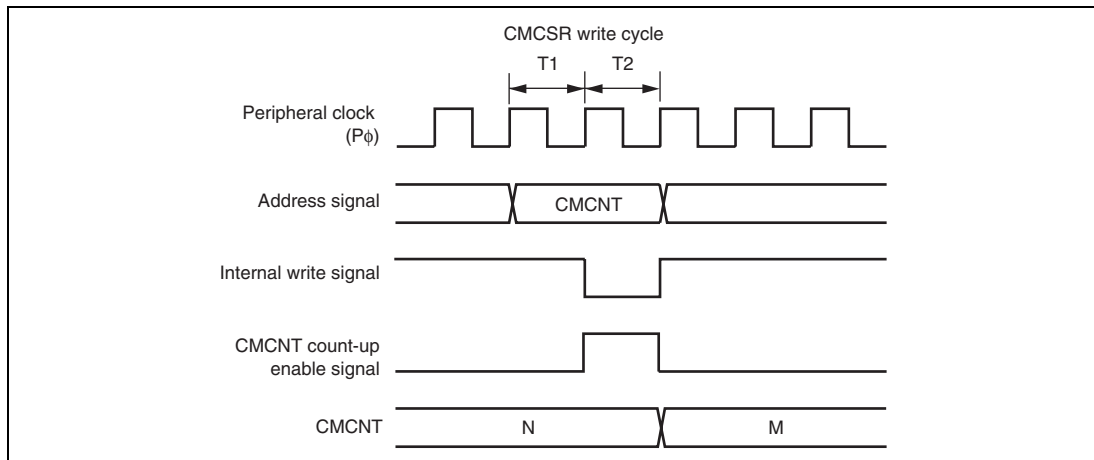 CMCSR write cycle
T1 T2
Peripheral clock
(Pϕ)
Address signal CMCNT
Internal write signal
CMCNT count-up
enable signal
CMCNT N M